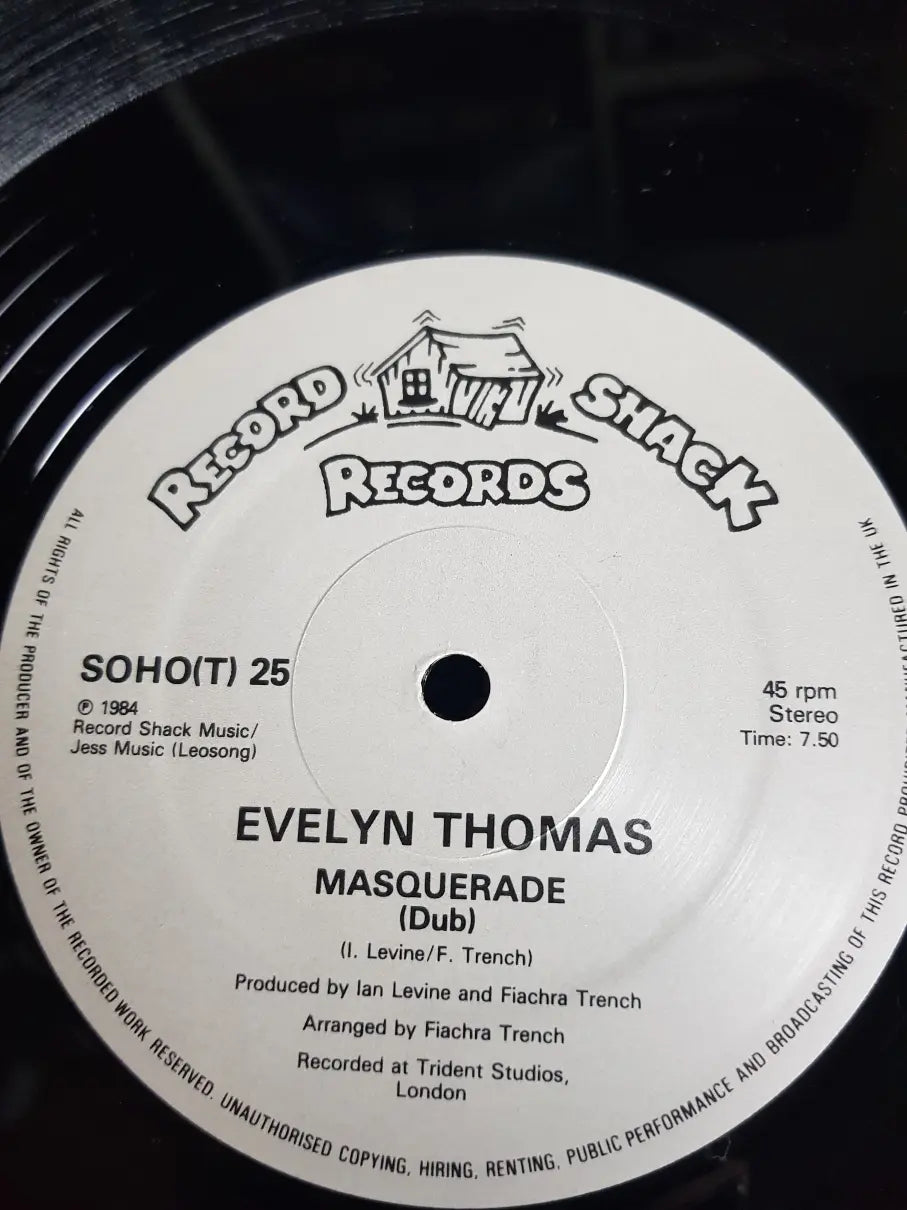 RECORD SHACK
RECORDS
SOHO(T) 25
℗ 1984
Record Shack Music/
Jess Music (Leosong)
45 rpm
Stereo
Time: 7.50
EVELYN THOMAS
MASQUERADE
(Dub)
(I. Levine/F. Trench)
Produced by Ian Levine and Fiachra Trench
Arranged by Fiachra Trench
Recorded at Trident Studios,
London
ALL RIGHTS OF THE PRODUCER AND OF THE OWNER OF THE RECORDED WORK RESERVED. UNAUTHORISED COPYING, HIRING, RENTING, PUBLIC PERFORMANCE AND BROADCASTING OF THIS RECORD PROHIBITED. MANUFACTURED IN THE UK